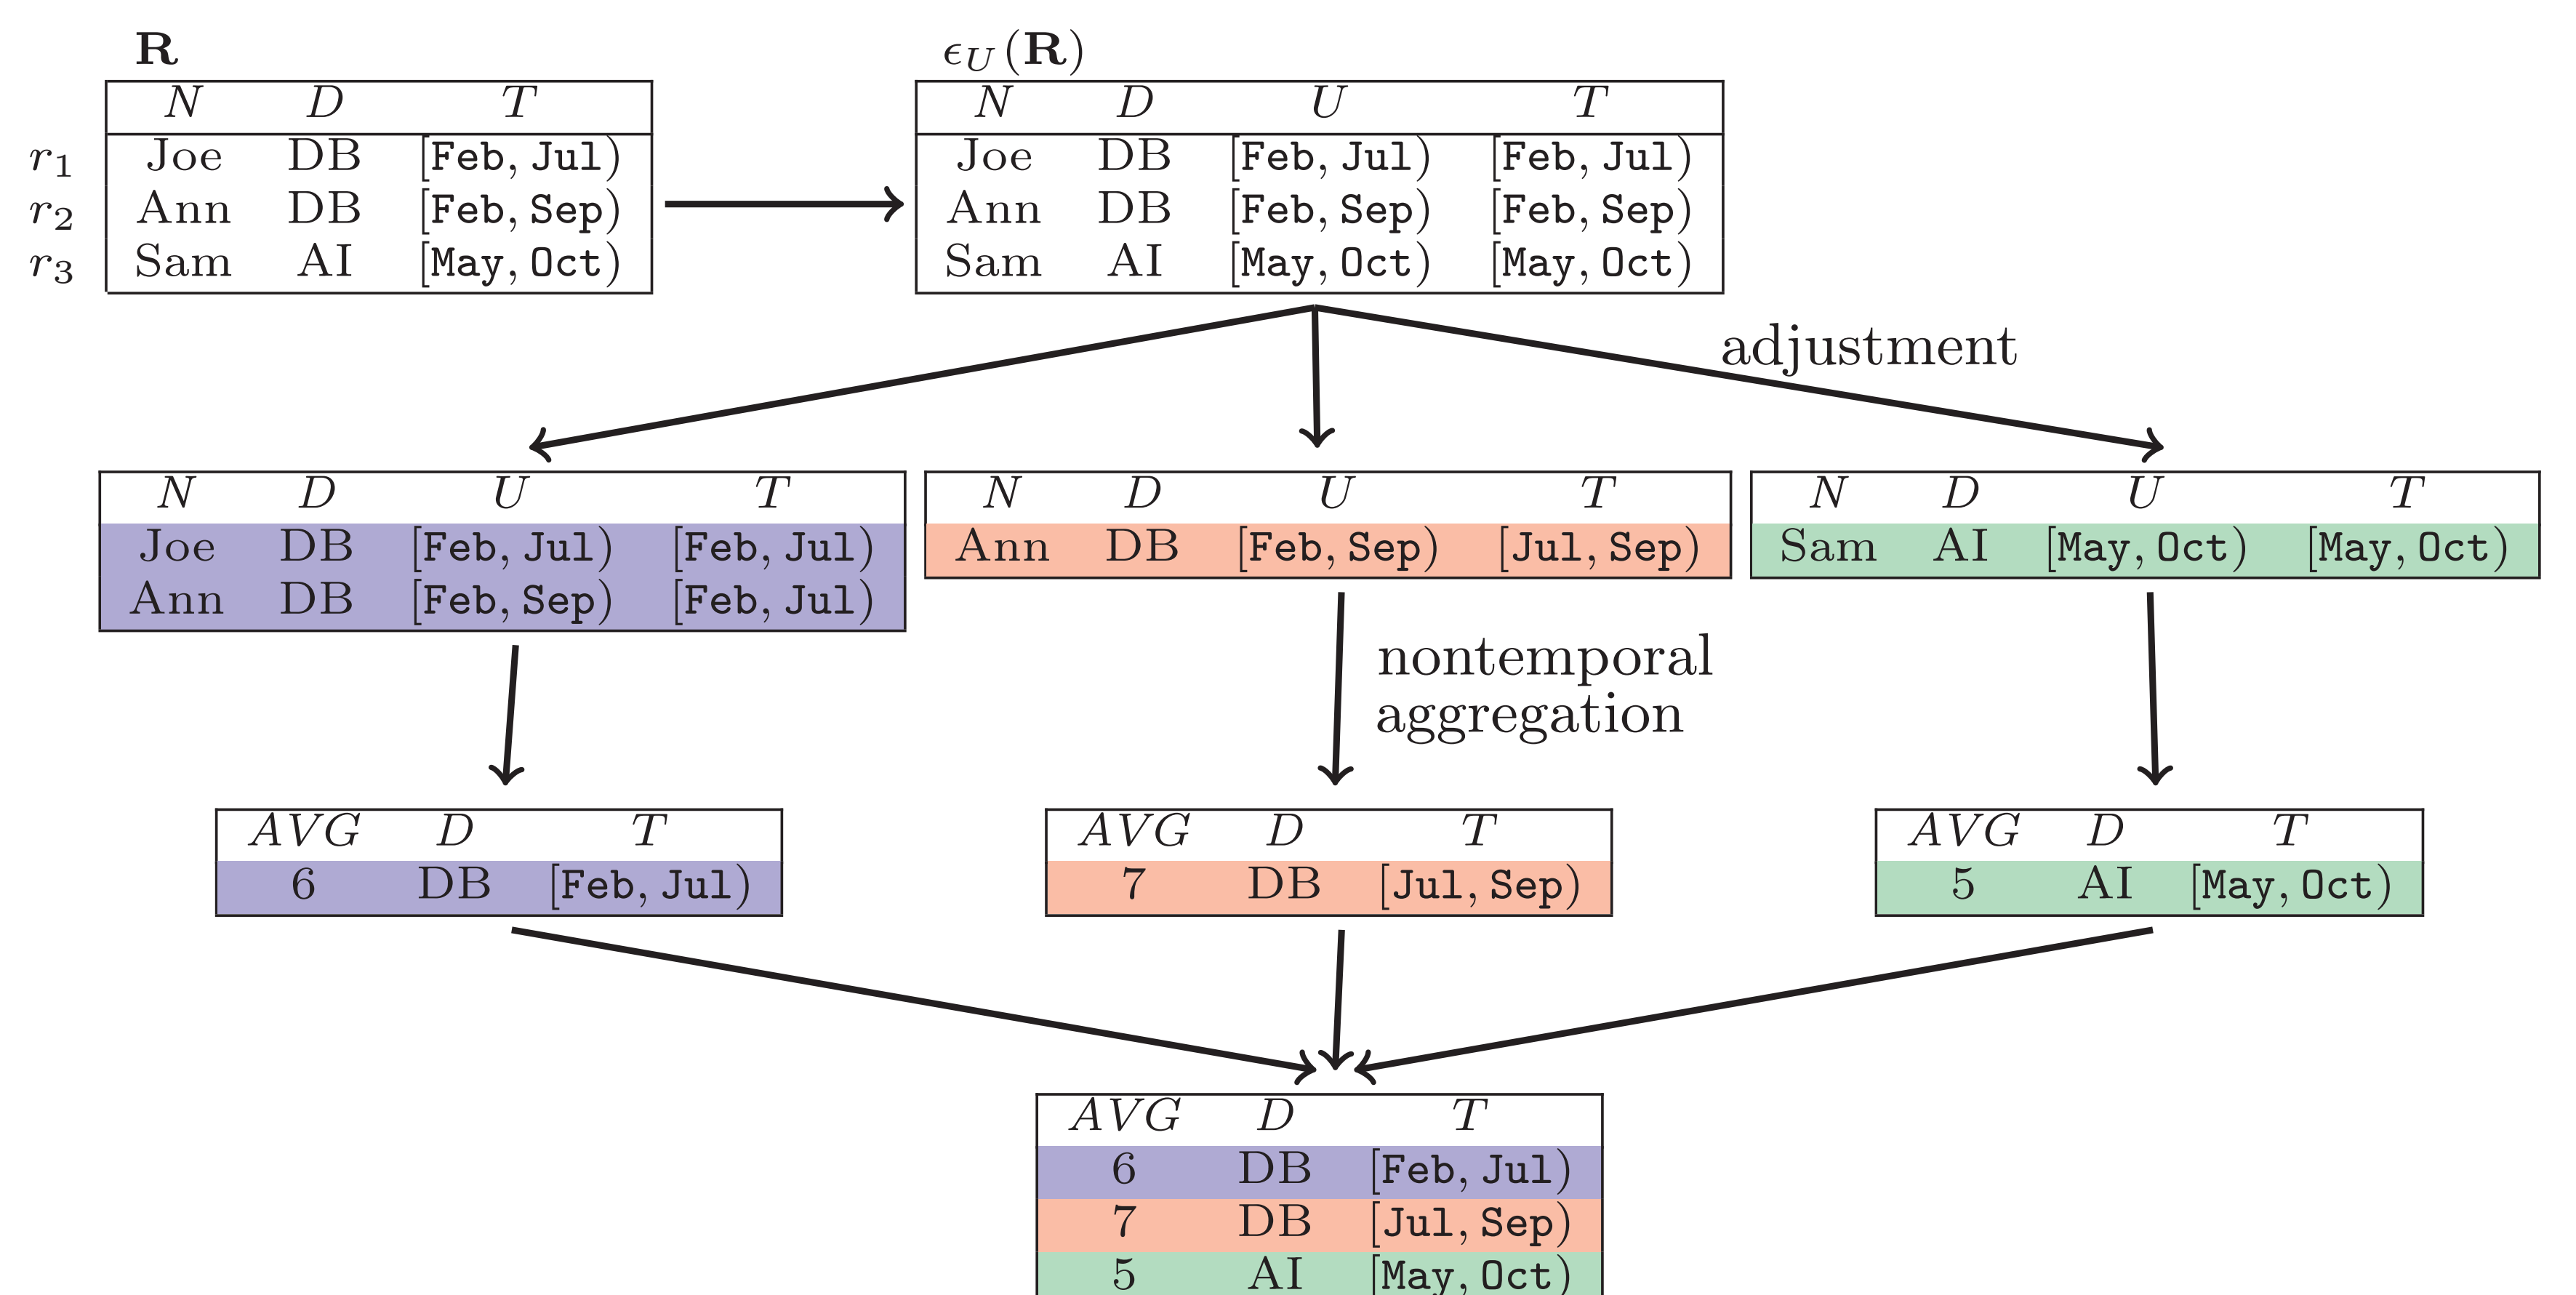 R
N D T
r1 Joe DB [Feb, Jul)
r2 Ann DB [Feb, Sep)
r3 Sam AI [May, Oct)
ϵU(R)
N D U T
Joe DB [Feb, Jul) [Feb, Jul)
Ann DB [Feb, Sep) [Feb, Sep)
Sam AI [May, Oct) [May, Oct)
adjustment
N D U T
Joe DB [Feb, Jul) [Feb, Jul)
Ann DB [Feb, Sep) [Feb, Jul)
N D U T
Ann DB [Feb, Sep) [Jul, Sep)
N D U T
Sam AI [May, Oct) [May, Oct)
nontemporal
aggregation
AVG D T
6 DB [Feb, Jul)
AVG D T
7 DB [Jul, Sep)
AVG D T
5 AI [May, Oct)
AVG D T
6 DB [Feb, Jul)
7 DB [Jul, Sep)
5 AI [May, Oct)